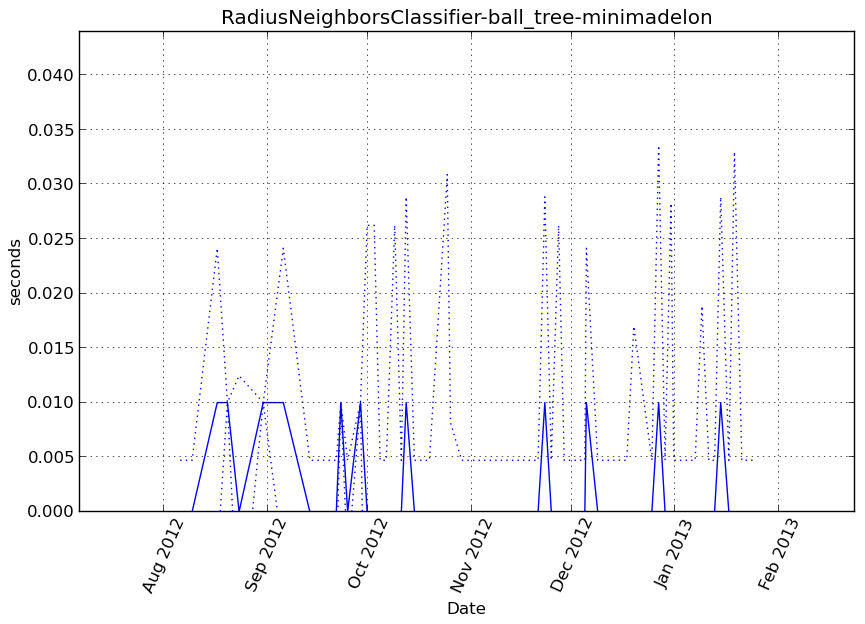 RadiusNeighborsClassifier-ball_tree-minimadelon
0.040
0.035
0.030
0.025
0.020
0.015
0.010
0.005
0.000
seconds
Aug 2012
Sep 2012
Oct 2012
Nov 2012
Dec 2012
Jan 2013
Feb 2013
Date